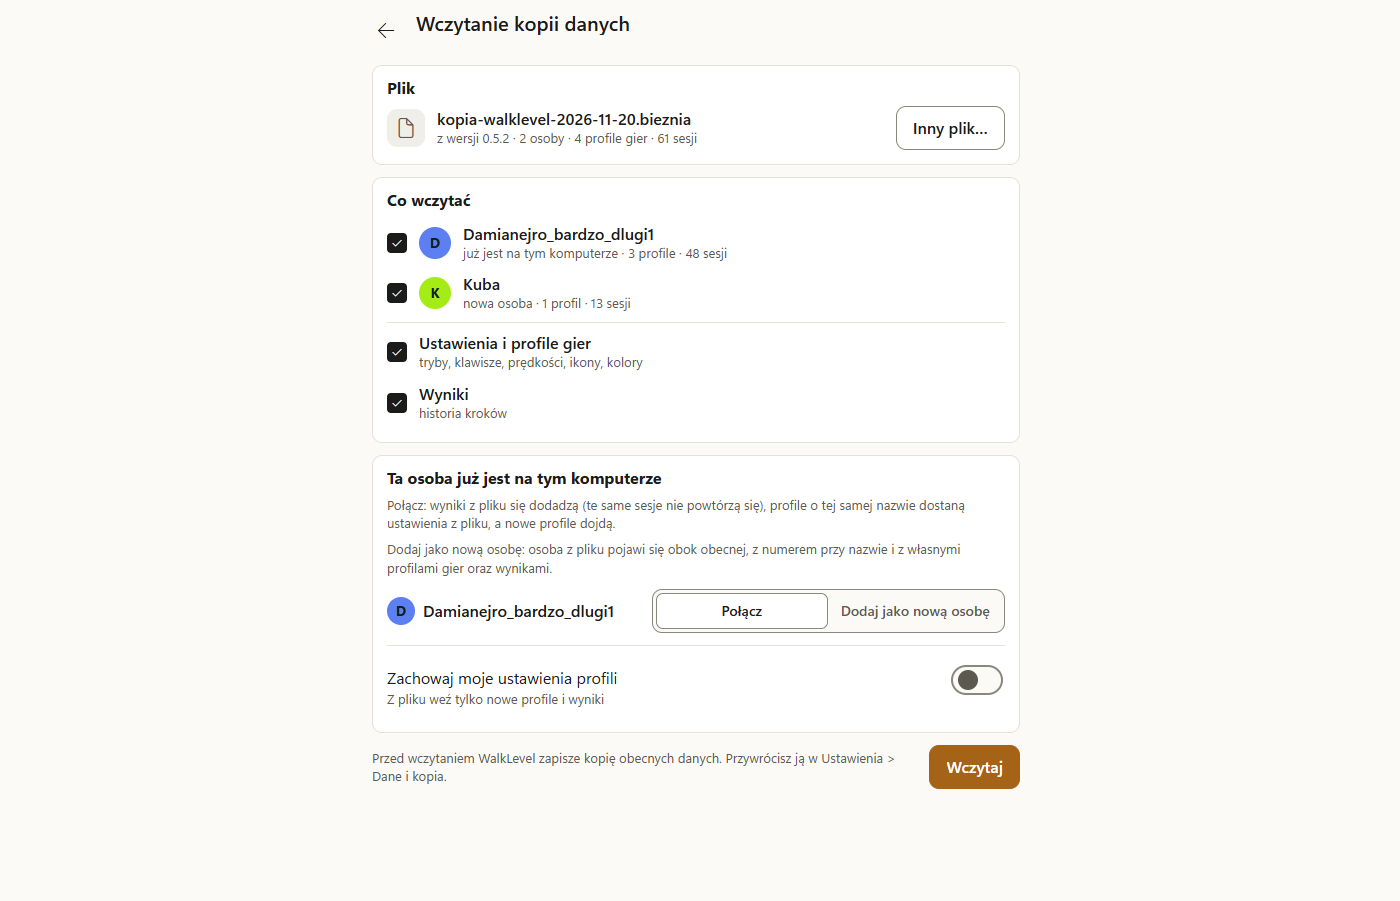 Wczytanie kopii danych
Plik
kopia-walklevel-2026-11-20.bieznia
z wersji 0.5.2 · 2 osoby · 4 profile gier · 61 sesji
Inny plik...
Co wczytać
D
Damianejro_bardzo_dlugi1
już jest na tym komputerze · 3 profile · 48 sesji
K
Kuba
nowa osoba · 1 profil · 13 sesji
Ustawienia i profile gier
tryby, klawisze, prędkości, ikony, kolory
Wyniki
historia kroków
Ta osoba już jest na tym komputerze
Połącz: wyniki z pliku się dodadzą (te same sesje nie powtórzą się), profile o tej samej nazwie dostaną
ustawienia z pliku, a nowe profile dojdą.
Dodaj jako nową osobę: osoba z pliku pojawi się obok obecnej, z numerem przy nazwie i z własnymi
profilami gier oraz wynikami.
D
Damianejro_bardzo_dlugi1
Połącz
Dodaj jako nową osobę
Zachowaj moje ustawienia profili
Z pliku weź tylko nowe profile i wyniki
Przed wczytaniem WalkLevel zapisze kopię obecnych danych. Przywrócisz ją w Ustawienia >
Dane i kopia.
Wczytaj